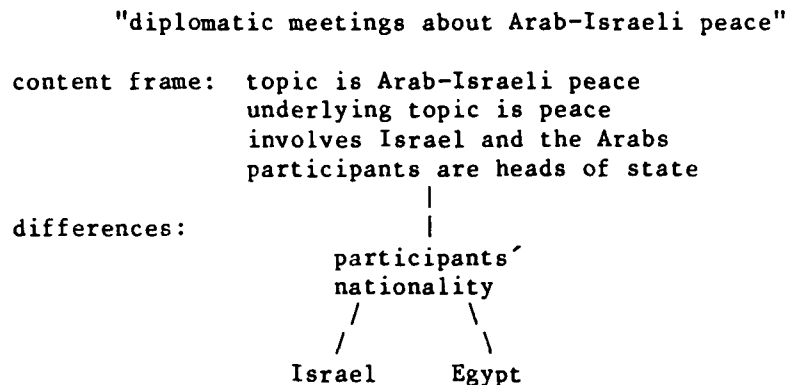 "diplomatic meetings about Arab-Israeli peace"
content frame: topic is Arab-Israeli peace
underlying topic is peace
involves Israel and the Arabs
participants are heads of state
differences:
participants´
nationality
Israel Egypt